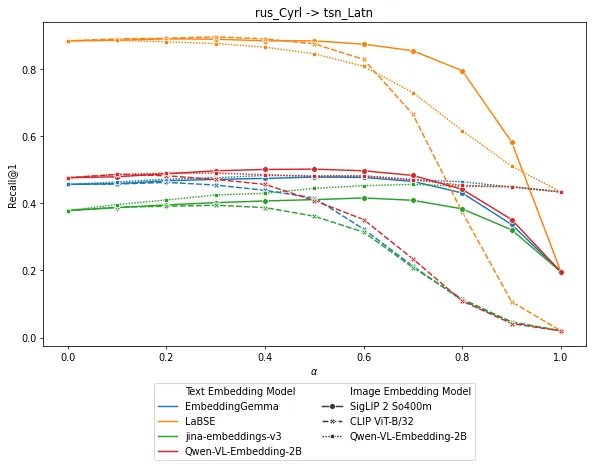 rus_Cyrl -> tsn_Latn
Recall@1
0.8
0.6
0.4
0.2
0.0
0.0 0.2 0.4 0.6 0.8 1.0
α
Text Embedding Model Image Embedding Model
EmbeddingGemma SigLIP 2 So400m
LaBSE CLIP ViT-B/32
jina-embeddings-v3 Qwen-VL-Embedding-2B
Qwen-VL-Embedding-2B